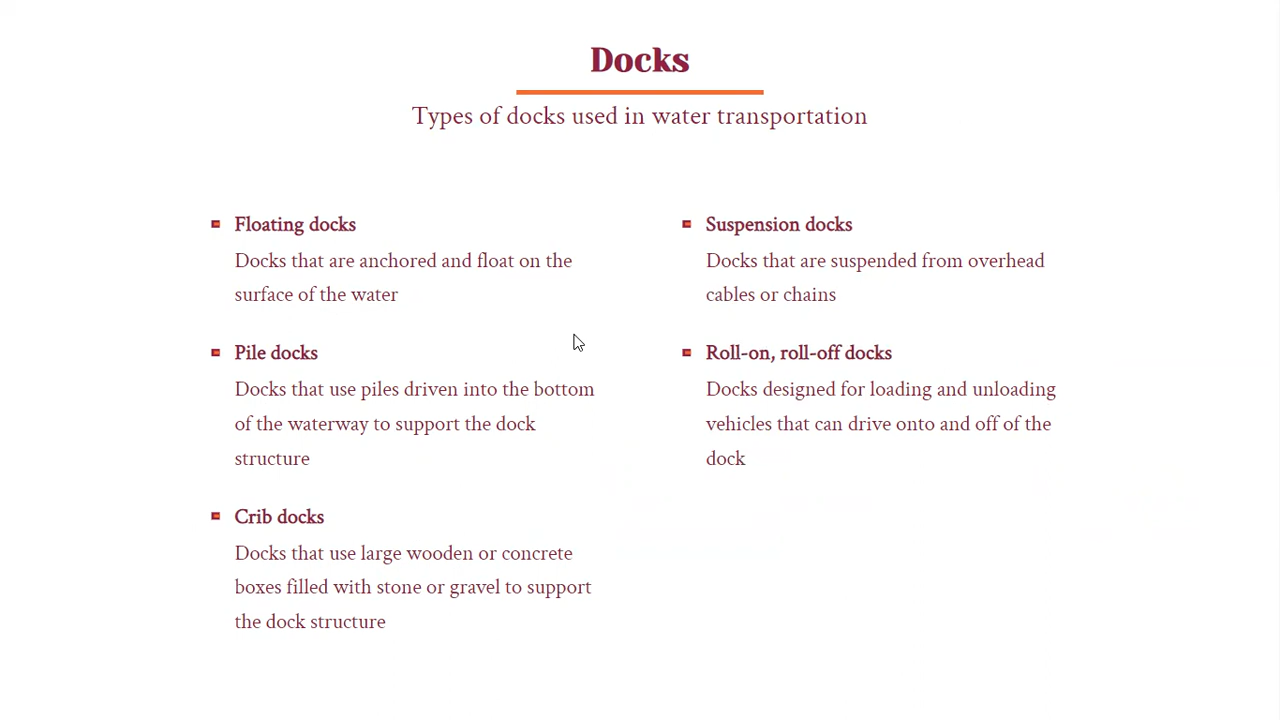 Docks
Types of docks used in water transportation
Floating docks
Docks that are anchored and float on the
surface of the water
Pile docks
Docks that use piles driven into the bottom
of the waterway to support the dock
structure
Crib docks
Docks that use large wooden or concrete
boxes filled with stone or gravel to support
the dock structure
Suspension docks
Docks that are suspended from overhead
cables or chains
Roll-on, roll-off docks
Docks designed for loading and unloading
vehicles that can drive onto and off of the
dock